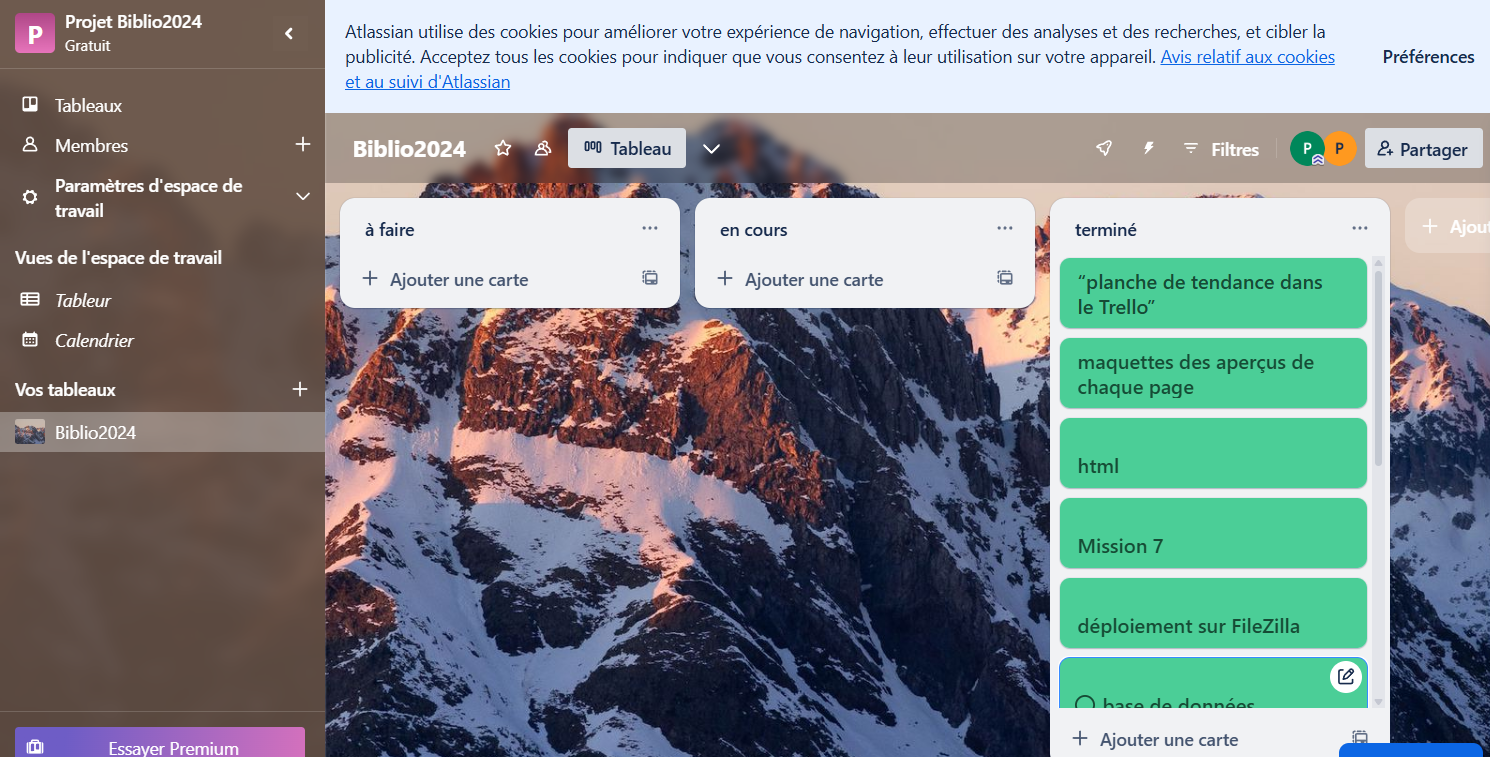 P
Projet Biblio2024
Gratuit
Tableaux
Membres
Paramètres d'espace de
travail
Vues de l'espace de travail
Tableur
Calendrier
Vos tableaux
Biblio2024
Essayer Premium
Atlassian utilise des cookies pour améliorer votre expérience de navigation, effectuer des analyses et des recherches, et cibler la
publicité. Acceptez tous les cookies pour indiquer que vous consentez à leur utilisation sur votre appareil. Avis relatif aux cookies
et au suivi d'Atlassian
Préférences
Biblio2024
Tableau
Filtres
P
P
Partager
à faire
Ajouter une carte
en cours
Ajouter une carte
terminé
“planche de tendance dans
le Trello”
maquettes des aperçus de
chaque page
html
Mission 7
déploiement sur FileZilla
base de données
Ajouter une carte
Ajout